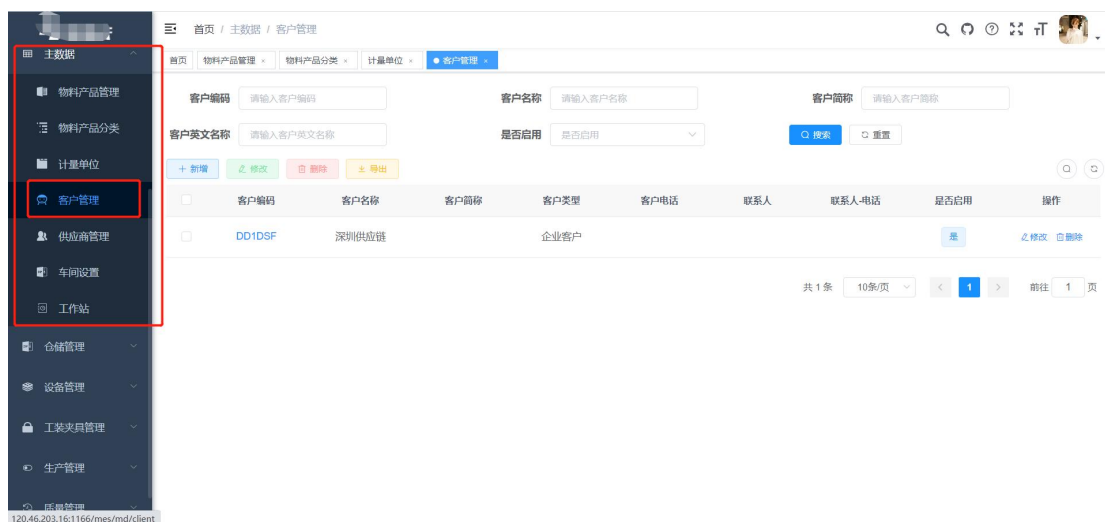 首页 / 主数据 / 客户管理
主数据
首页 物料产品管理 × 物料产品分类 × 计量单位 × 客户管理 ×
物料产品管理
客户编码 请输入客户编码 客户名称 请输入客户名称 客户简称 请输入客户简称
物料产品分类
客户英文名称 请输入客户英文名称 是否启用 是否启用 搜索 重置
计量单位
+ 新增 修改 删除 导出
客户管理
客户编码 客户名称 客户简称 客户类型 客户电话 联系人 联系人-电话 是否启用 操作
供应商管理
DD1DSF 深圳供应链 企业客户 是 修改 删除
车间设置
共 1 条 10条/页 < 1 > 前往 1 页
工作站
仓储管理
设备管理
工装夹具管理
生产管理
质量管理
120.46.203.16:1166/mes/md/client